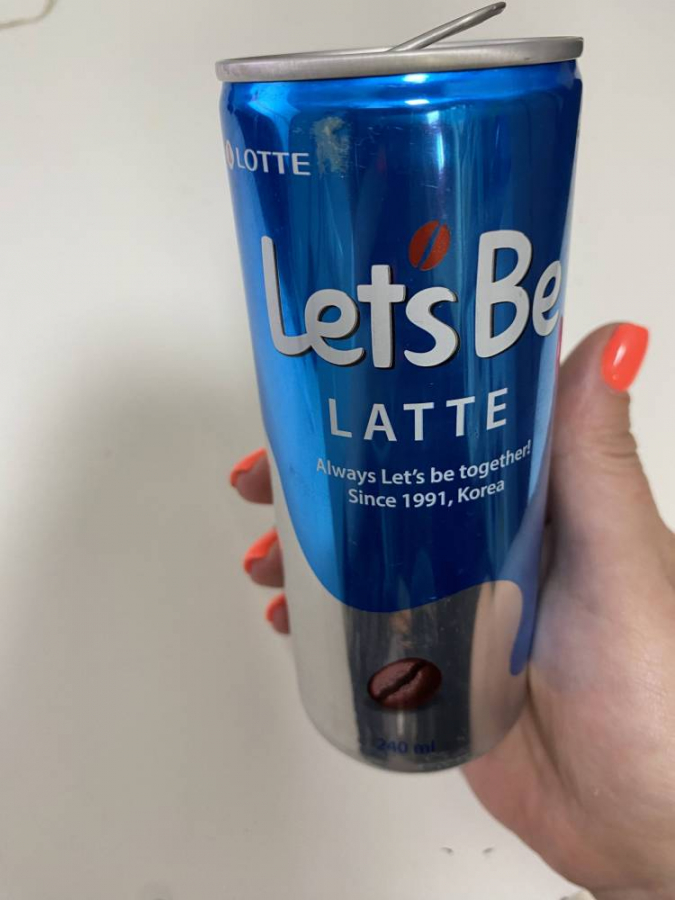 LOTTE
Let's Be
LATTE
Always Let's be together!
Since 1991, Korea
240 ml